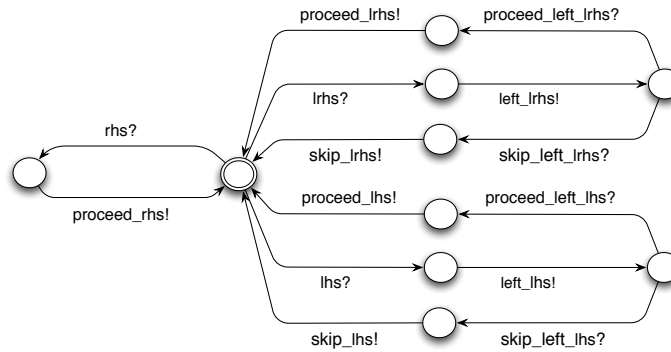 proceed_lrhs! proceed_left_lrhs?
lrhs? left_lrhs!
rhs?
skip_lrhs! skip_left_lrhs?
proceed_lhs! proceed_left_lhs?
proceed_rhs!
lhs? left_lhs!
skip_lhs! skip_left_lhs?